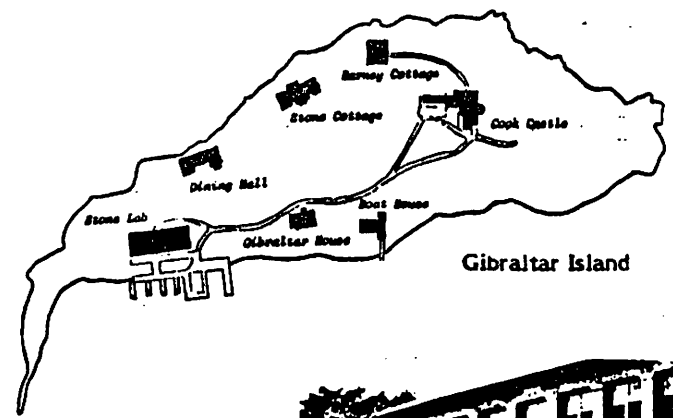 Barney Cottage
Stone Cottage
Cook Castle
Dining Hall
Boat House
Stone Lab
Gibraltar House
Gibraltar Island